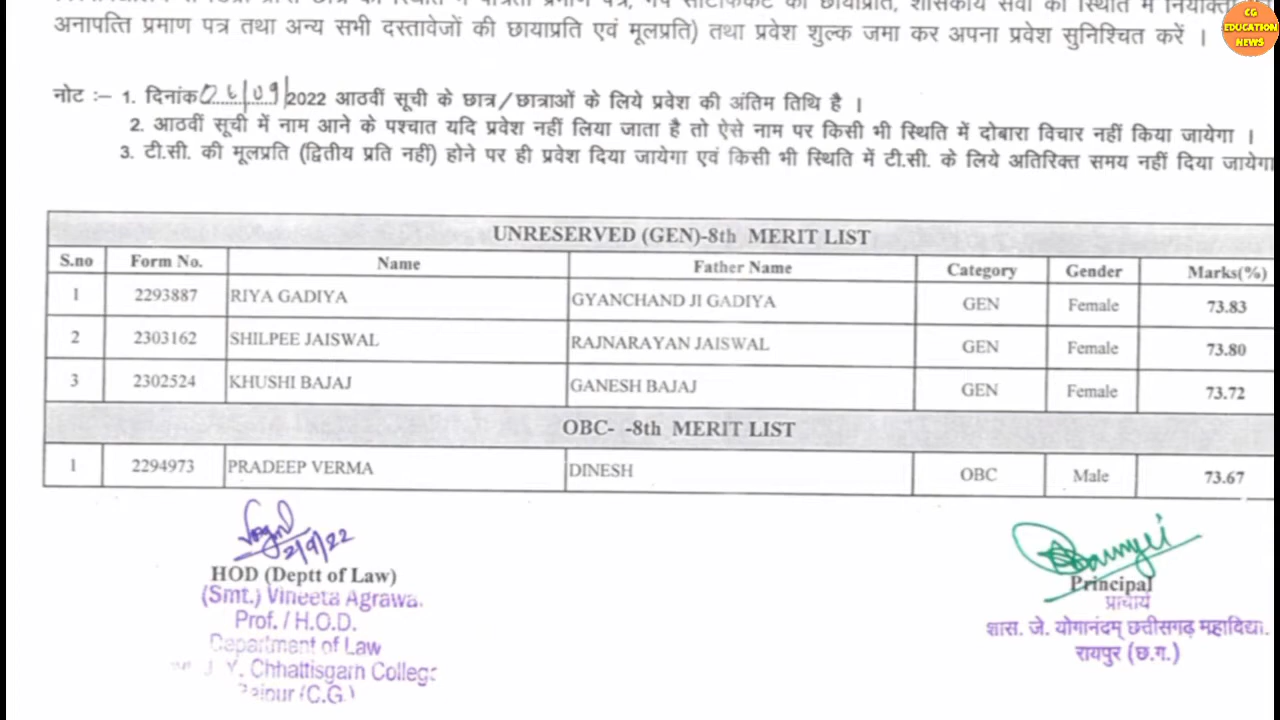 CG
EDUCATION
NEWS
अनापत्ति प्रमाण पत्र तथा अन्य सभी दस्तावेजों की छायाप्रति एवं मूलप्रति) तथा प्रवेश शुल्क जमा कर अपना प्रवेश सुनिश्चित करें ।
नोट :– 1. दिनांक 06/09/2022 आठवीं सूची के छात्र/छात्राओं के लिये प्रवेश की अंतिम तिथि है ।
2. आठवीं सूची में नाम आने के पश्चात यदि प्रवेश नहीं लिया जाता है तो ऐसे नाम पर किसी भी स्थिति में दोबारा विचार नहीं किया जायेगा ।
3. टी.सी. की मूलप्रति (द्वितीय प्रति नहीं) होने पर ही प्रवेश दिया जायेगा एवं किसी भी स्थिति में टी.सी. के लिये अतिरिक्त समय नहीं दिया जायेगा
UNRESERVED (GEN)-8th MERIT LIST
S.no Form No. Name Father Name Category Gender Marks(%)
1 2293887 RIYA GADIYA GYANCHAND JI GADIYA GEN Female 73.83
2 2303162 SHILPEE JAISWAL RAJNARAYAN JAISWAL GEN Female 73.80
3 2302524 KHUSHI BAJAJ GANESH BAJAJ GEN Female 73.72
OBC- -8th MERIT LIST
1 2294973 PRADEEP VERMA DINESH OBC Male 73.67
2/9/22
HOD (Deptt of Law)
(Smt.) Vineeta Agrawa.
Prof. / H.O.D.
Department of Law
J. Y. Chhattisgarh College
Raipur (C.G.)
Principal
प्राचार्य
शास. जे. योगानंदम् छत्तीसगढ़ महाविद्या.
रायपुर (छ.ग.)